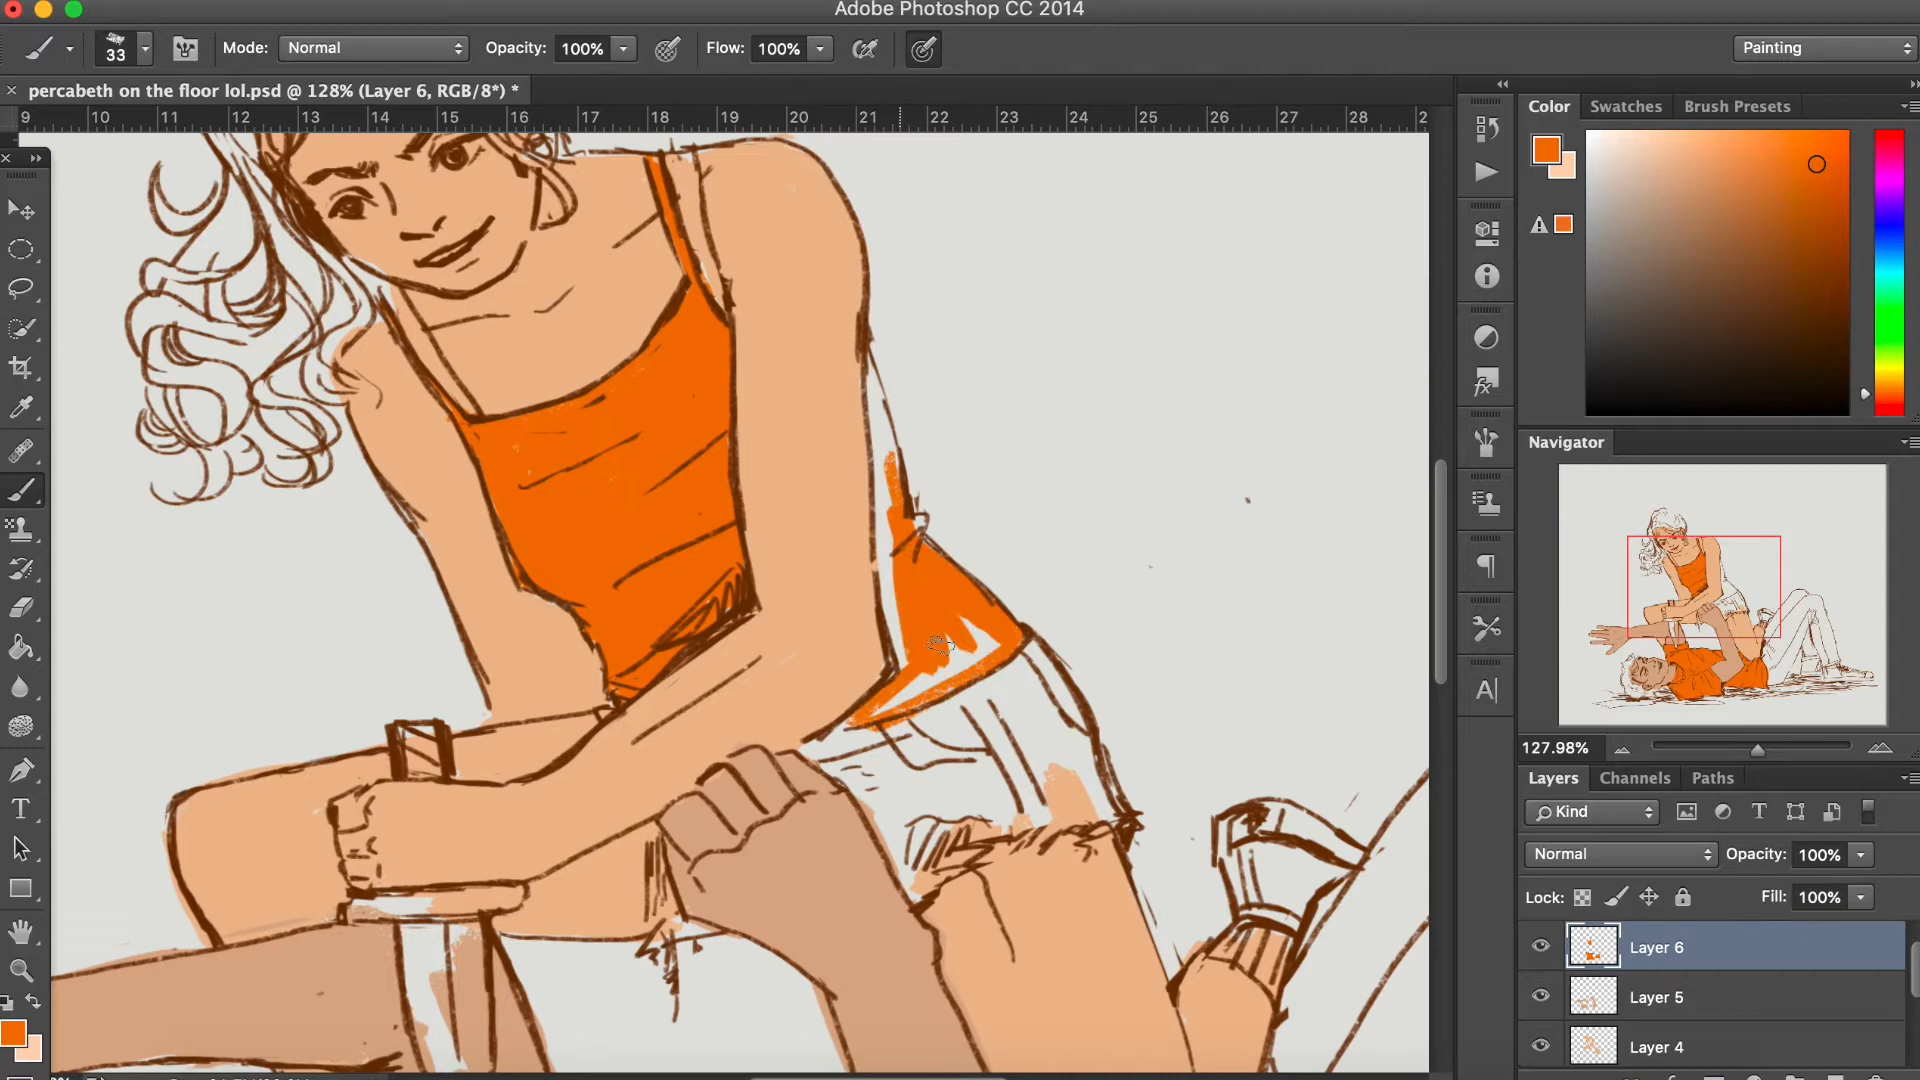 Adobe Photoshop CC 2014
33 Mode: Normal Opacity: 100% Flow: 100% Painting
percabeth on the floor lol.psd @ 128% (Layer 6, RGB/8*) *
9 10 11 12 13 14 15 16 17 18 19 20 21 22 23 24 25 26 27 28 2
Color Swatches Brush Presets
Navigator
127.98%
Layers Channels Paths
Kind
Normal Opacity: 100%
Lock: Fill: 100%
Layer 6
Layer 5
Layer 4